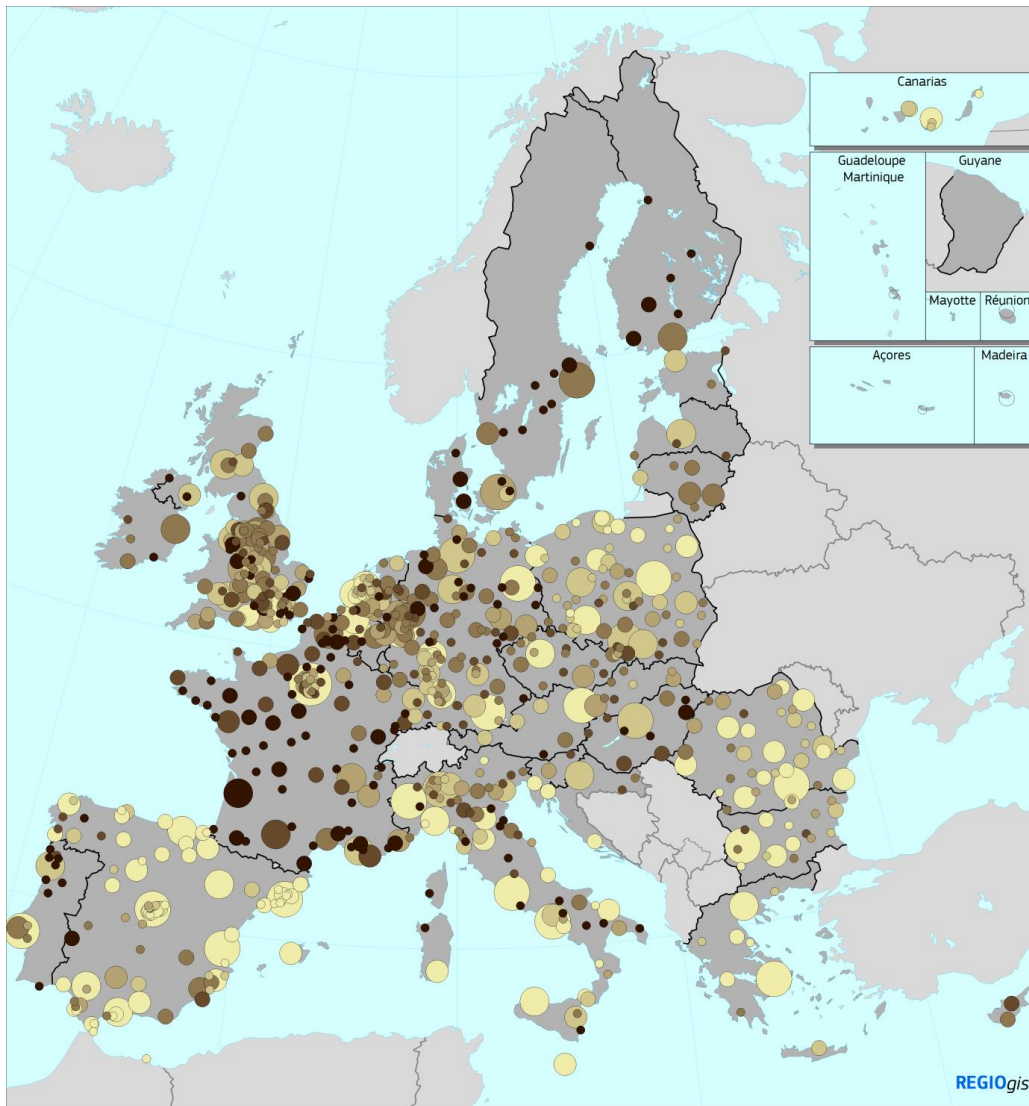 Canarias
Guadeloupe
Martinique
Guyane
Mayotte
Réunion
Açores
Madeira
REGIOgis